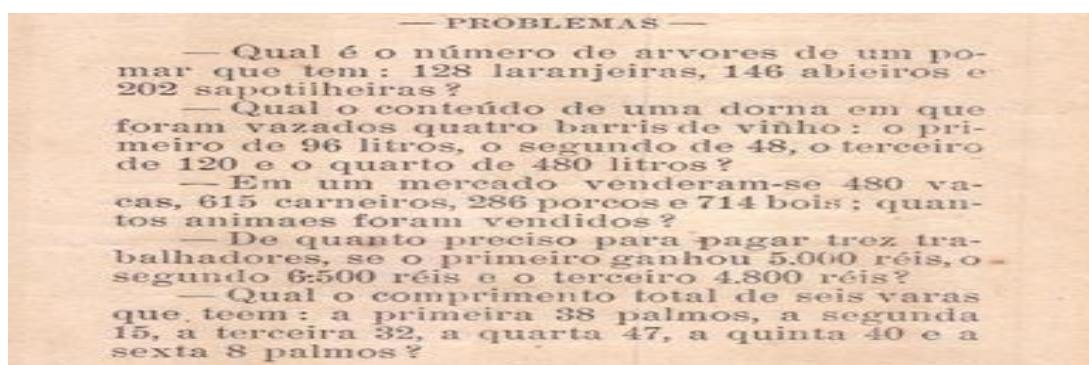 — PROBLEMAS —
— Qual é o número de arvores de um po-
mar que tem : 128 laranjeiras, 146 abieiros e
202 sapotilheiras ?
— Qual o conteúdo de uma dorna em que
foram vazados quatro barris de vinho : o pri-
meiro de 96 litros, o segundo de 48, o terceiro
de 120 e o quarto de 480 litros ?
— Em um mercado venderam-se 480 va-
cas, 615 carneiros, 286 porcos e 714 bois ; quan-
tos animaes foram vendidos ?
— De quanto preciso para pagar trez tra-
balhadores, se o primeiro ganhou 5.000 réis, o
segundo 6:500 réis e o terceiro 4.800 réis?
— Qual o comprimento total de seis varas
que teem : a primeira 38 palmos, a segunda
15, a terceira 32, a quarta 47, a quinta 40 e a
sexta 8 palmos ?